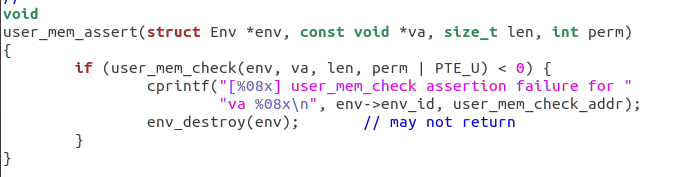 //
void
user_mem_assert(struct Env *env, const void *va, size_t len, int perm)
{
        if (user_mem_check(env, va, len, perm | PTE_U) < 0) {
                cprintf("[%08x] user_mem_check assertion failure for "
                        "va %08x\n", env->env_id, user_mem_check_addr);
                env_destroy(env);        // may not return
        }
}